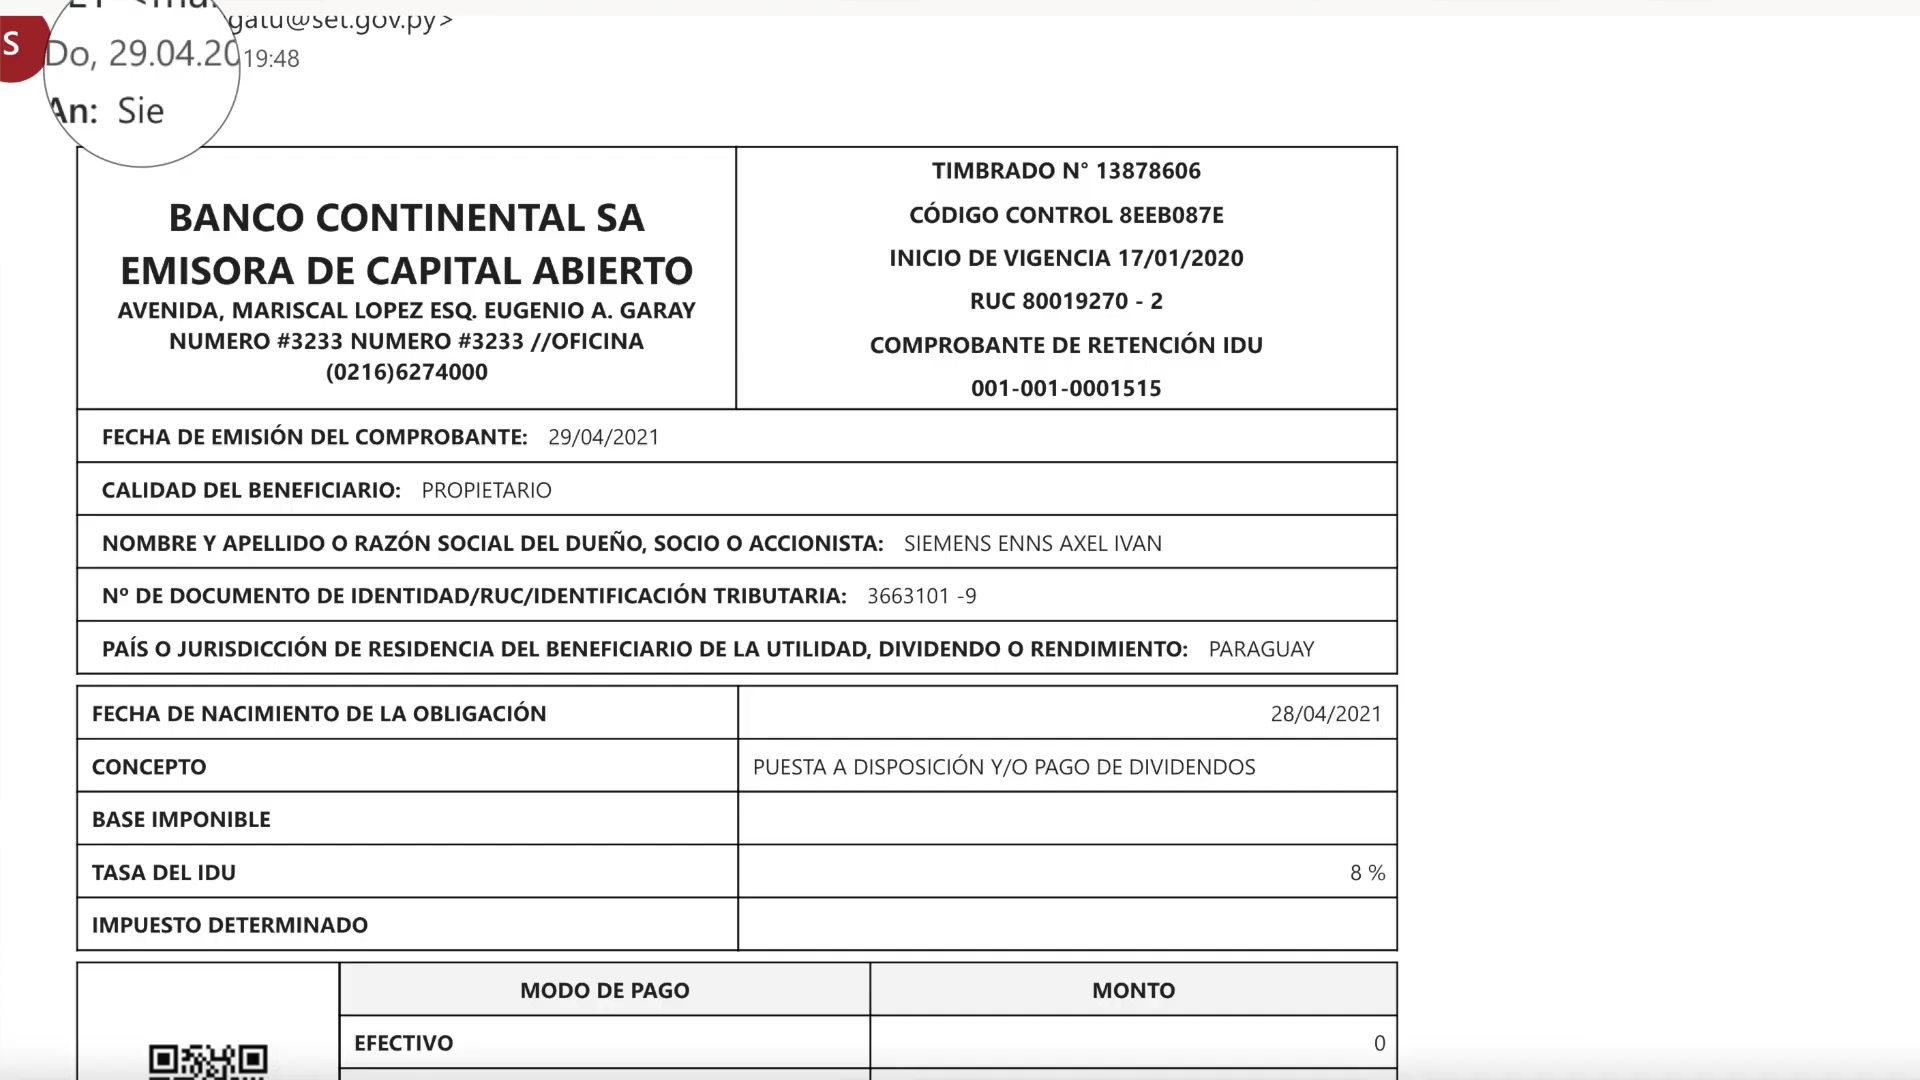 gatu@set.gov.py>
S
Do, 29.04.20 19:48
An: Sie
BANCO CONTINENTAL SA
EMISORA DE CAPITAL ABIERTO
AVENIDA, MARISCAL LOPEZ ESQ. EUGENIO A. GARAY
NUMERO #3233 NUMERO #3233 //OFICINA
(0216)6274000
TIMBRADO N° 13878606
CÓDIGO CONTROL 8EEB087E
INICIO DE VIGENCIA 17/01/2020
RUC 80019270 - 2
COMPROBANTE DE RETENCIÓN IDU
001-001-0001515
FECHA DE EMISIÓN DEL COMPROBANTE: 29/04/2021
CALIDAD DEL BENEFICIARIO: PROPIETARIO
NOMBRE Y APELLIDO O RAZÓN SOCIAL DEL DUEÑO, SOCIO O ACCIONISTA: SIEMENS ENNS AXEL IVAN
Nº DE DOCUMENTO DE IDENTIDAD/RUC/IDENTIFICACIÓN TRIBUTARIA: 3663101 -9
PAÍS O JURISDICCIÓN DE RESIDENCIA DEL BENEFICIARIO DE LA UTILIDAD, DIVIDENDO O RENDIMIENTO: PARAGUAY
FECHA DE NACIMIENTO DE LA OBLIGACIÓN 28/04/2021
CONCEPTO PUESTA A DISPOSICIÓN Y/O PAGO DE DIVIDENDOS
BASE IMPONIBLE
TASA DEL IDU 8 %
IMPUESTO DETERMINADO
MODO DE PAGO MONTO
EFECTIVO 0